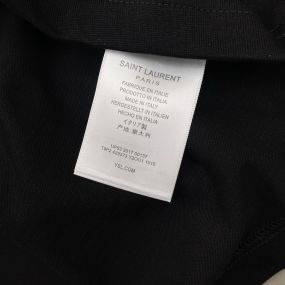 SAINT LAURENT
PARIS
FABRIQUÉ EN ITALIE
PRODOTTO IN ITALIA
MADE IN ITALY
HERGESTELLT IN ITALIEN
HECHO EN ITALIA
イタリア製
产地:意大利
YSL.COM